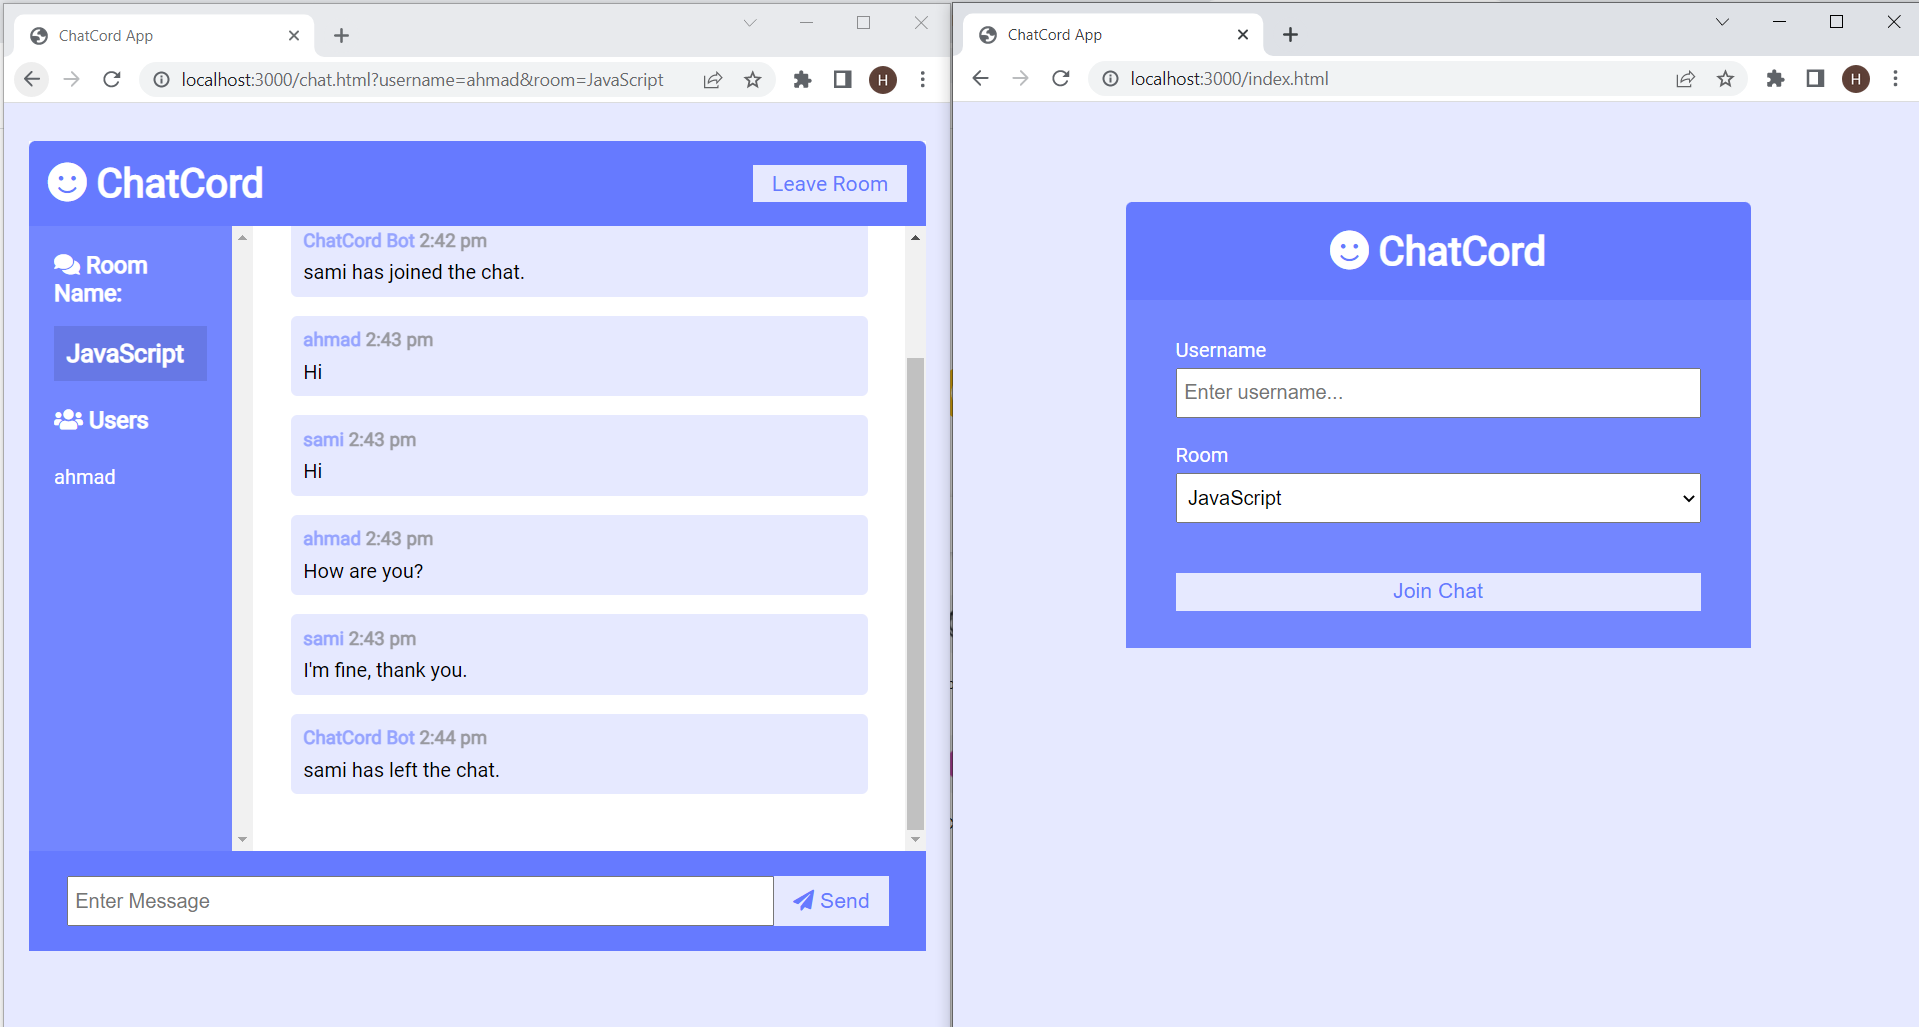 ChatCord App
localhost:3000/chat.html?username=ahmad&room=JavaScript
H
ChatCord
Leave Room
Room
Name:
JavaScript
Users
ahmad
ChatCord Bot 2:42 pm
sami has joined the chat.
ahmad 2:43 pm
Hi
sami 2:43 pm
Hi
ahmad 2:43 pm
How are you?
sami 2:43 pm
I'm fine, thank you.
ChatCord Bot 2:44 pm
sami has left the chat.
Enter Message
Send
ChatCord App
localhost:3000/index.html
H
ChatCord
Username
Enter username...
Room
JavaScript
Join Chat